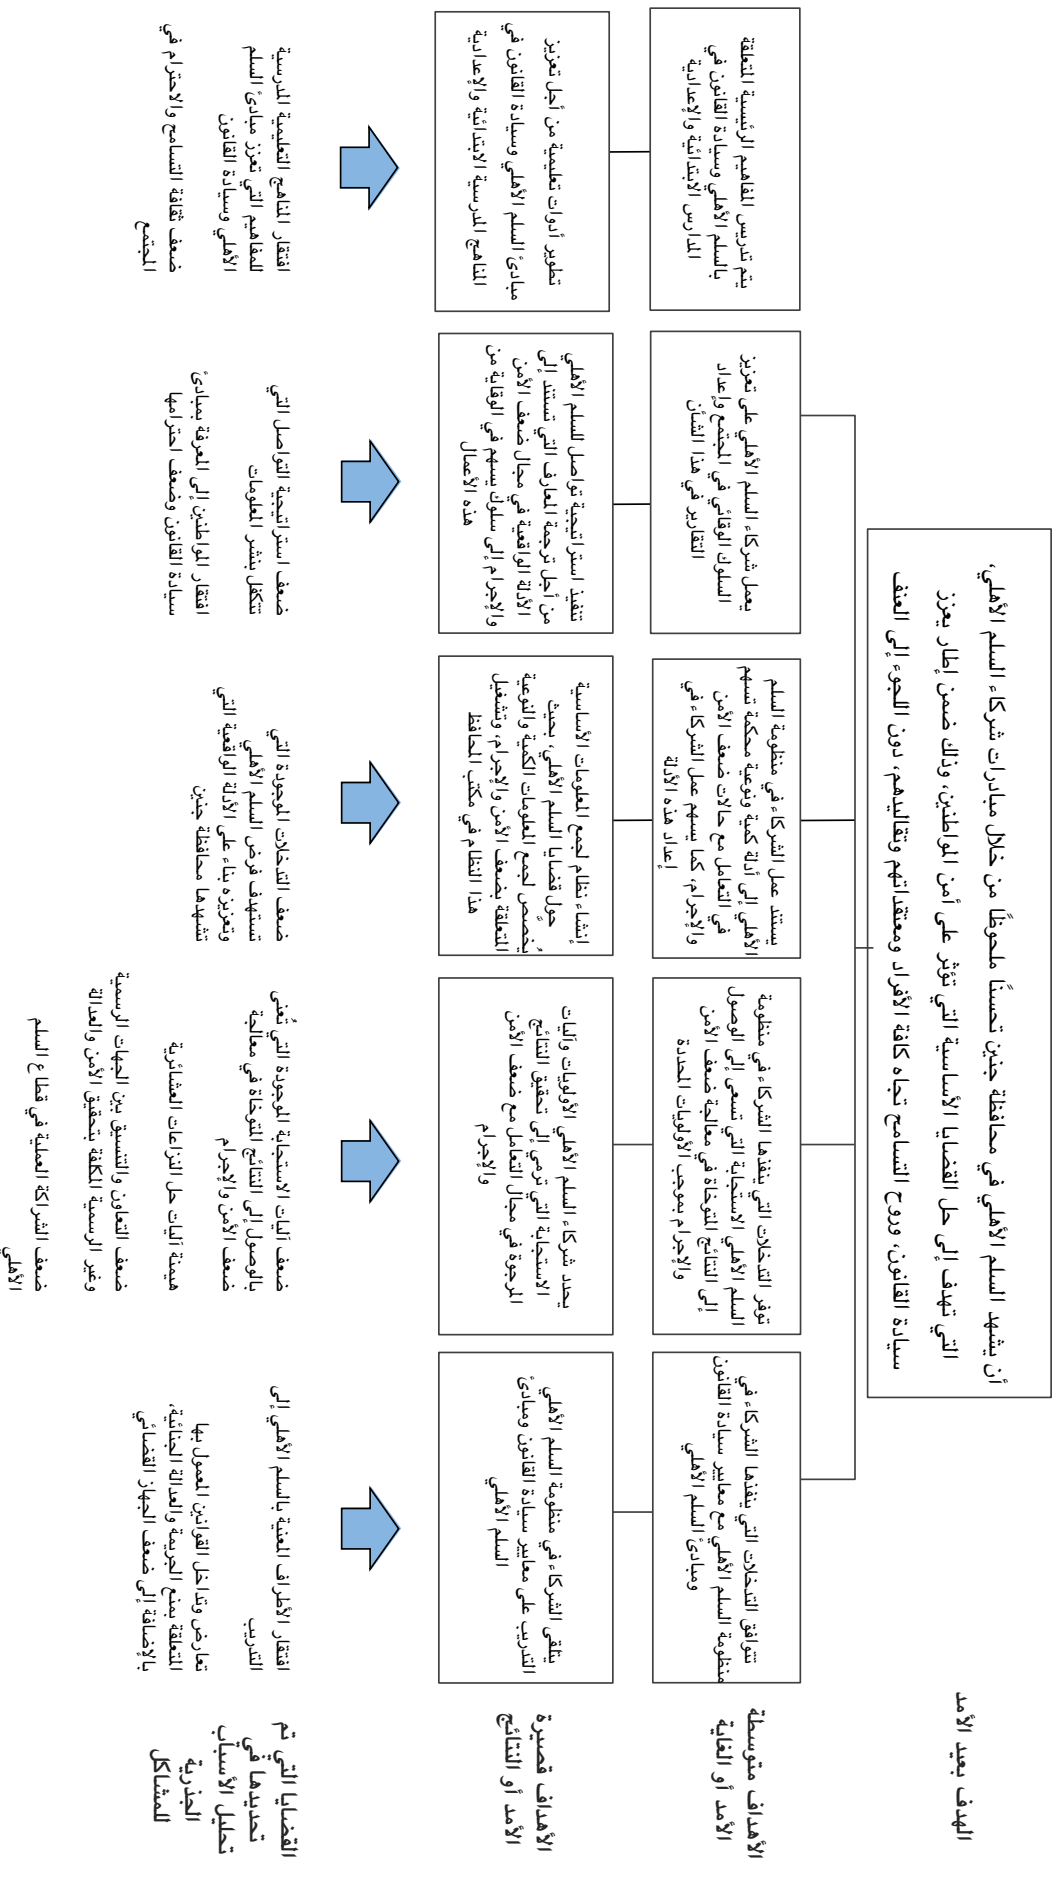 الهدف بعيد الأمد
أن يشهد السلم الأهلي في محافظة جنين تحسنًا ملحوظًا من خلال مبادرات شركاء السلم الأهلي،
التي تهدف إلى حل القضايا الأساسية التي تؤثر على أمن المواطنين، وذلك ضمن إطار يعزز
سيادة القانون، وروح التسامح تجاه كافة الأفراد ومعتقداتهم وتقاليدهم، دون اللجوء إلى العنف
الأهداف متوسطة
الأمد أو الغاية
تتوافق التدخلات التي ينفذها الشركاء في
منظومة السلم الأهلي مع معايير سيادة القانون
ومبادئ السلم الأهلي
توفر التدخلات التي ينفذها الشركاء في منظومة
السلم الأهلي الاستجابة التي تسعى إلى الوصول
إلى النتائج المتوخاة في معالجة ضعف الأمن
والإجرام بموجب الأولويات المحددة
يستند عمل الشركاء في منظومة السلم
الأهلي إلى أدلة كمية ونوعية محكمة تسهم
في التعامل مع حالات ضعف الأمن
والإجرام، كما يسهم عمل الشركاء في
إعداد هذه الأدلة
يعمل شركاء السلم الأهلي على تعزيز
السلوك الوقائي في المجتمع وإعداد
التقارير في هذا الشأن
يتم تدريس المفاهيم الرئيسية المتعلقة
بالسلم الأهلي وسيادة القانون في
المدارس الابتدائية والإعدادية
الأهداف قصيرة
الأمد أو النتائج
يتلقى الشركاء في منظومة السلم الأهلي
التدريب على معايير سيادة القانون ومبادئ
السلم الأهلي
يحدد شركاء السلم الأهلي الأولويات وآليات
الاستجابة التي ترمي إلى تحقيق النتائج
المرجوة في مجال التعامل مع ضعف الأمن
والإجرام
إنشاء نظام لجمع المعلومات الأساسية
حول قضايا السلم الأهلي، بحيث
يُخصَّص لجمع المعلومات الكمية والنوعية
المتعلقة بضعف الأمن والإجرام، وتشغيل
هذا النظام في مكتب المحافظ
تنفيذ استراتيجية تواصل للسلم الأهلي
من أجل ترجمة المعارف التي تستند إلى
الأدلة الواقعية في مجال ضعف الأمن
والإجرام إلى سلوك يسهم في الوقاية من
هذه الأعمال
تطوير أدوات تعليمية من أجل تعزيز
مبادئ السلم الأهلي وسيادة القانون في
المناهج المدرسية الابتدائية والإعدادية
القضايا التي تم
تحديدها في
تحليل الأسباب
الجذرية
للمشاكل
افتقار الأطراف المعنية بالسلم الأهلي إلى
التدريب
تعارض وتداخل القوانين المعمول بها
المتعلقة بمنع الجريمة والعدالة الجنائية،
بالإضافة إلى ضعف الجهاز القضائي
ضعف آليات الاستجابة الموجودة التي تُعنى
بالوصول إلى النتائج المتوخاة في معالجة
ضعف الأمن والإجرام
هيمنة آليات حل النزاعات العشائرية
ضعف التعاون والتنسيق بين الجهات الرسمية
وغير الرسمية المكلفة بتحقيق الأمن والعدالة
ضعف الشراكة العملية في قطاع السلم
الأهلي
ضعف التدخلات الموجودة التي
تستهدف فرض السلم الأهلي
وتعزيزه بناء على الأدلة الواقعية التي
تشهدها محافظة جنين
ضعف استراتيجية التواصل التي
تتكفل بنشر المعلومات
افتقار المواطنين إلى المعرفة بمبادئ
سيادة القانون وضعف احترامها
افتقار المناهج التعليمية المدرسية
للمفاهيم التي تعزز مبادئ السلم
الأهلي وسيادة القانون
ضعف ثقافة التسامح والاحترام في
المجتمع